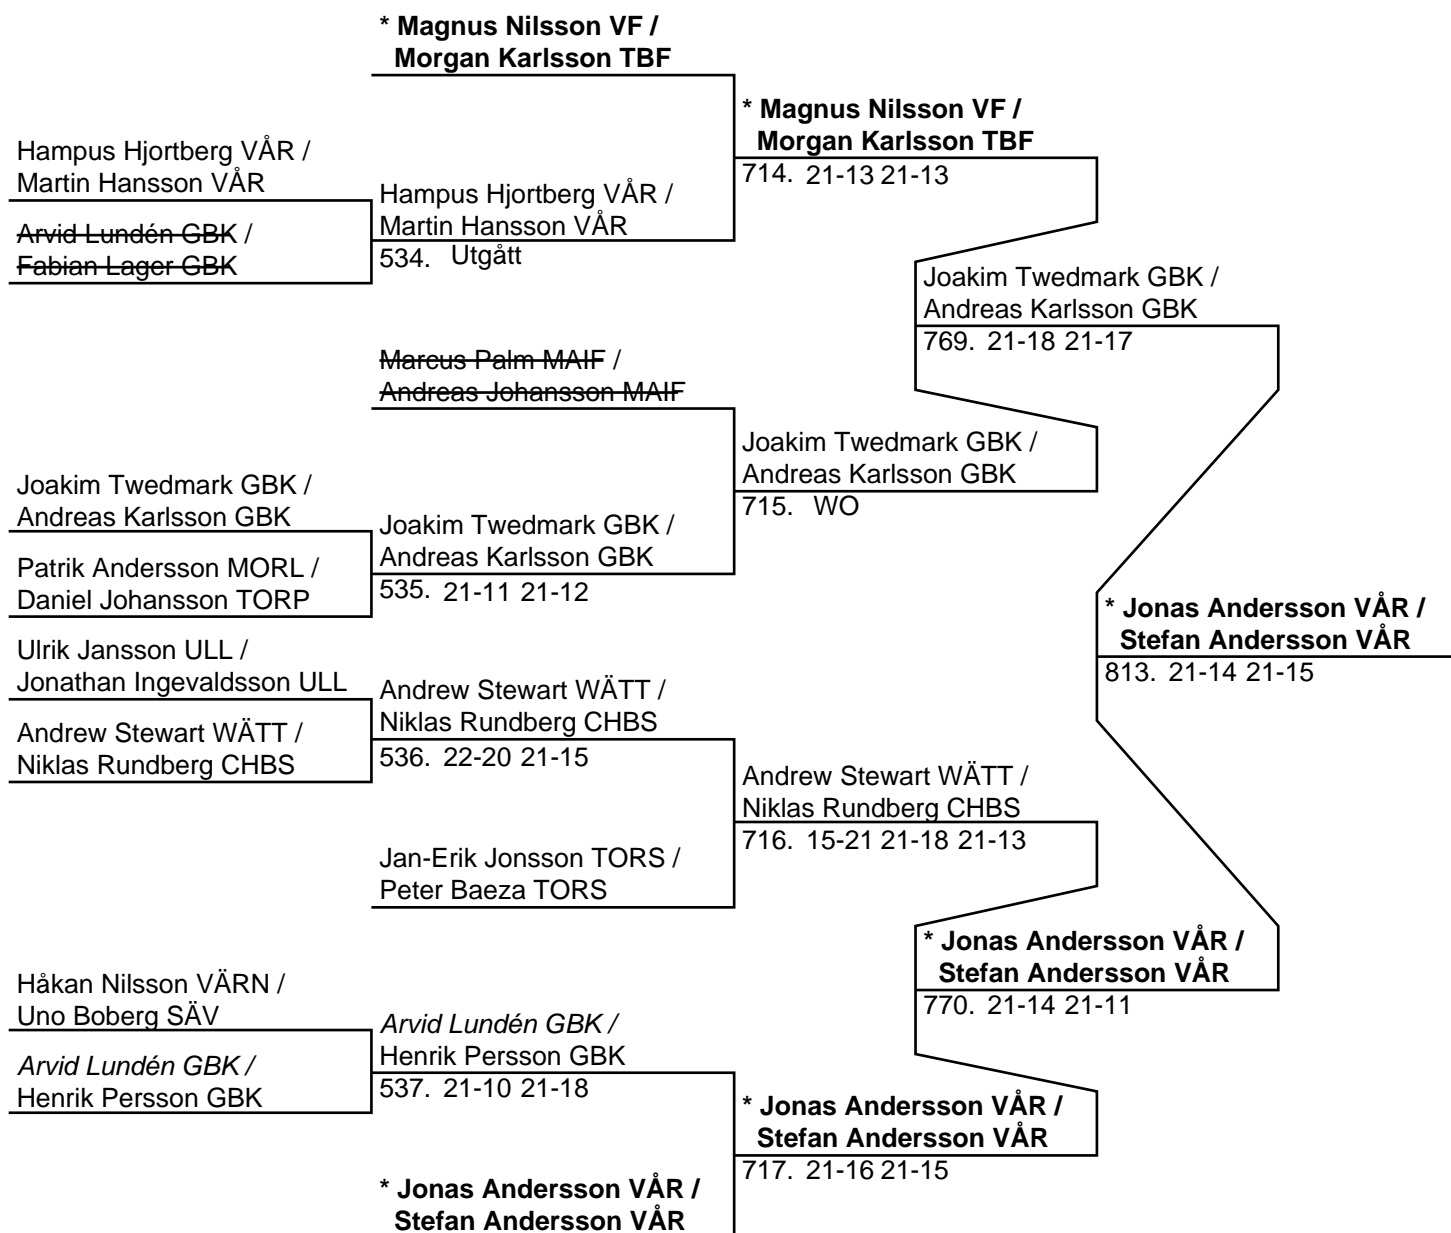 * Magnus Nilsson VF /
Morgan Karlsson TBF
* Magnus Nilsson VF /
Morgan Karlsson TBF
714. 21-13 21-13
Hampus Hjortberg VÅR /
Martin Hansson VÅR
Hampus Hjortberg VÅR /
Martin Hansson VÅR
534. Utgått
Arvid Lundén GBK /
Fabian Lager GBK
Joakim Twedmark GBK /
Andreas Karlsson GBK
769. 21-18 21-17
Marcus Palm MAIF /
Andreas Johansson MAIF
Joakim Twedmark GBK /
Andreas Karlsson GBK
715. WO
Joakim Twedmark GBK /
Andreas Karlsson GBK
Joakim Twedmark GBK /
Andreas Karlsson GBK
535. 21-11 21-12
Patrik Andersson MORL /
Daniel Johansson TORP
* Jonas Andersson VÅR /
Stefan Andersson VÅR
813. 21-14 21-15
Ulrik Jansson ULL /
Jonathan Ingevaldsson ULL
Andrew Stewart WÄTT /
Niklas Rundberg CHBS
536. 22-20 21-15
Andrew Stewart WÄTT /
Niklas Rundberg CHBS
Andrew Stewart WÄTT /
Niklas Rundberg CHBS
716. 15-21 21-18 21-13
Jan-Erik Jonsson TORS /
Peter Baeza TORS
* Jonas Andersson VÅR /
Stefan Andersson VÅR
770. 21-14 21-11
Håkan Nilsson VÄRN /
Uno Boberg SÄV
Arvid Lundén GBK /
Henrik Persson GBK
537. 21-10 21-18
Arvid Lundén GBK /
Henrik Persson GBK
* Jonas Andersson VÅR /
Stefan Andersson VÅR
717. 21-16 21-15
* Jonas Andersson VÅR /
Stefan Andersson VÅR